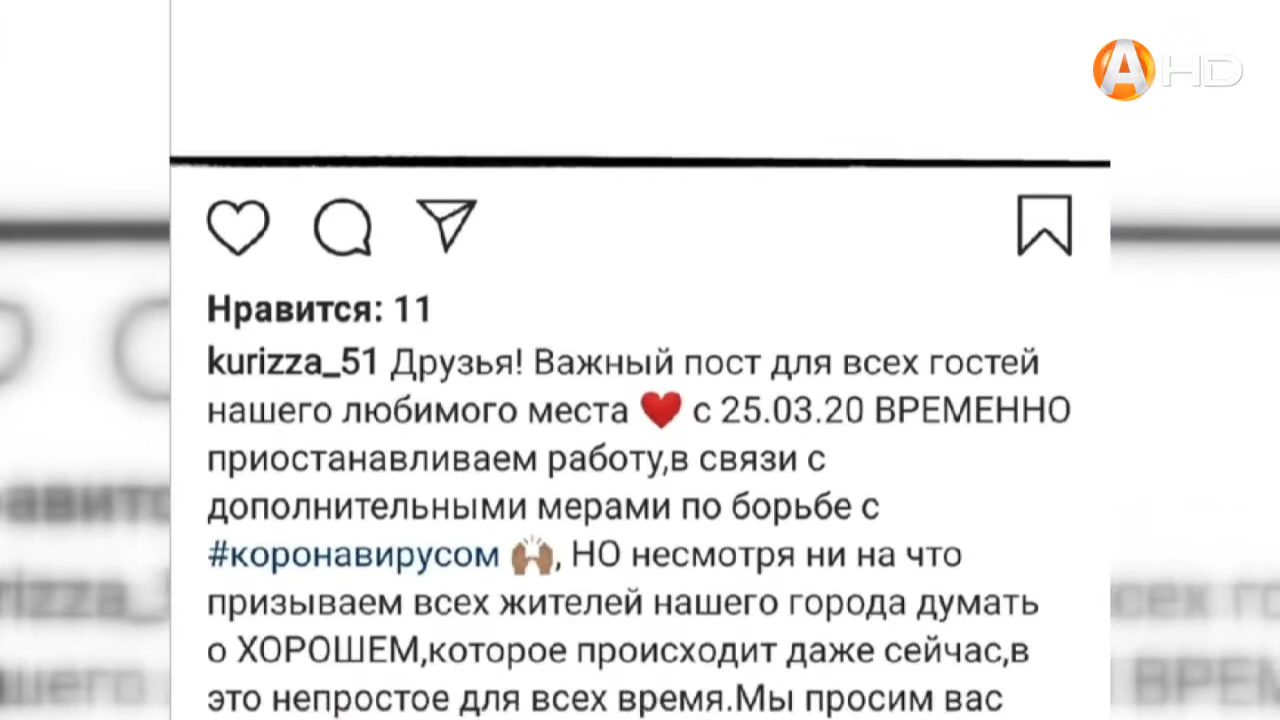 AHD
Нравится: 11
kurizza_51 Друзья! Важный пост для всех гостей
нашего любимого места ❤️ с 25.03.20 ВРЕМЕННО
приостанавливаем работу,в связи с
дополнительными мерами по борьбе с
#коронавирусом 🙌🏽, НО несмотря ни на что
призываем всех жителей нашего города думать
о ХОРОШЕМ,которое происходит даже сейчас,в
это непростое для всех время.Мы просим вас